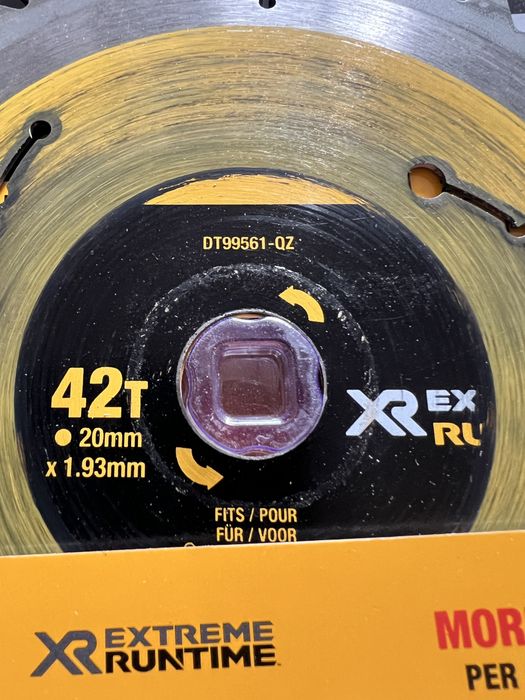 DT99561-QZ
42T
20mm
x 1.93mm
XR EX
RU
FITS / POUR
FÜR / VOOR
XR EXTREME
RUNTIME
MOR
PER